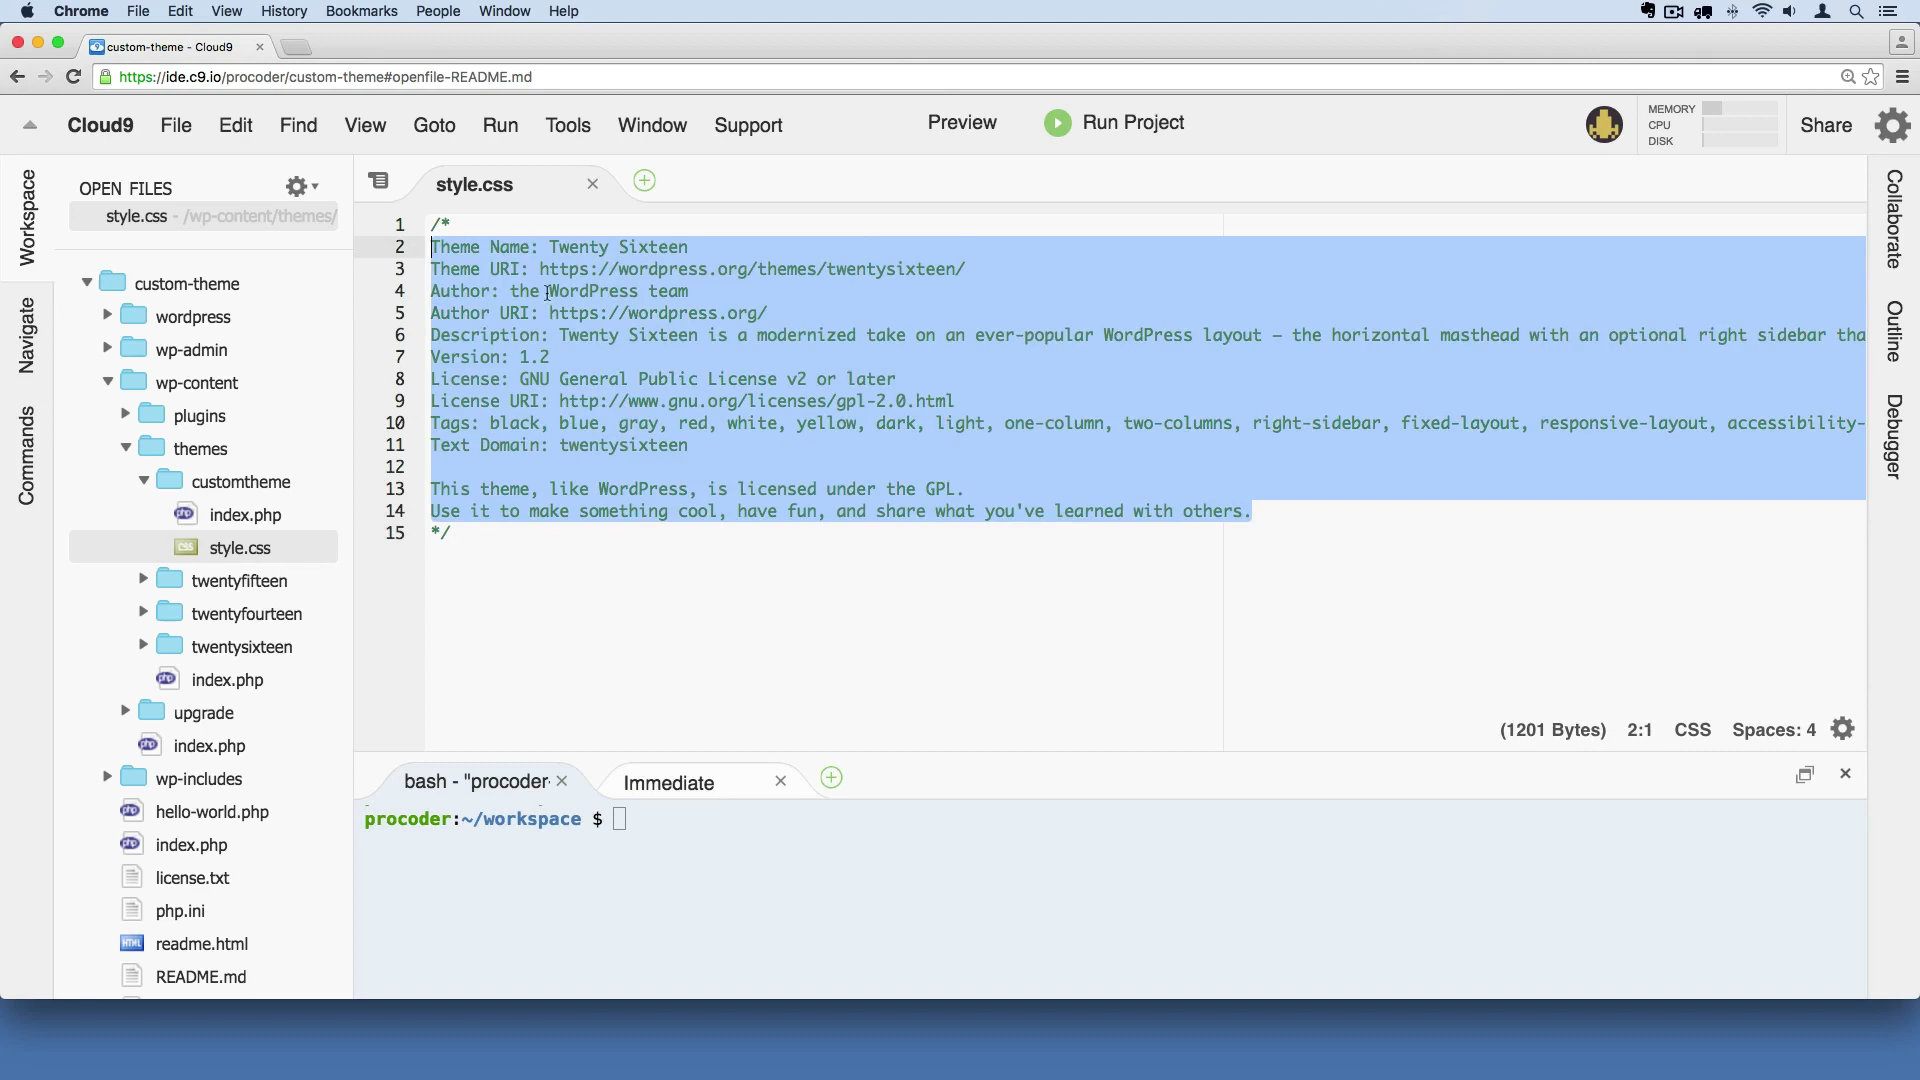 Chrome File Edit View History Bookmarks People Window Help
custom-theme - Cloud9
https://ide.c9.io/procoder/custom-theme#openfile-README.md
Cloud9 File Edit Find View Goto Run Tools Window Support Preview Run Project Share
MEMORY
CPU
DISK
Workspace
Navigate
Commands
OPEN FILES
style.css - /wp-content/themes/
custom-theme
wordpress
wp-admin
wp-content
plugins
themes
customtheme
php index.php
CSS style.css
twentyfifteen
twentyfourteen
twentysixteen
php index.php
upgrade
php index.php
wp-includes
php hello-world.php
php index.php
license.txt
php.ini
HTML readme.html
README.md
style.css
1 /*
2 Theme Name: Twenty Sixteen
3 Theme URI: https://wordpress.org/themes/twentysixteen/
4 Author: the WordPress team
5 Author URI: https://wordpress.org/
6 Description: Twenty Sixteen is a modernized take on an ever-popular WordPress layout — the horizontal masthead with an optional right sidebar tha
7 Version: 1.2
8 License: GNU General Public License v2 or later
9 License URI: http://www.gnu.org/licenses/gpl-2.0.html
10 Tags: black, blue, gray, red, white, yellow, dark, light, one-column, two-columns, right-sidebar, fixed-layout, responsive-layout, accessibility-
11 Text Domain: twentysixteen
12
13 This theme, like WordPress, is licensed under the GPL.
14 Use it to make something cool, have fun, and share what you've learned with others.
15 */
(1201 Bytes) 2:1 CSS Spaces: 4
bash - "procoder- Immediate
procoder:~/workspace $
Collaborate
Outline
Debugger